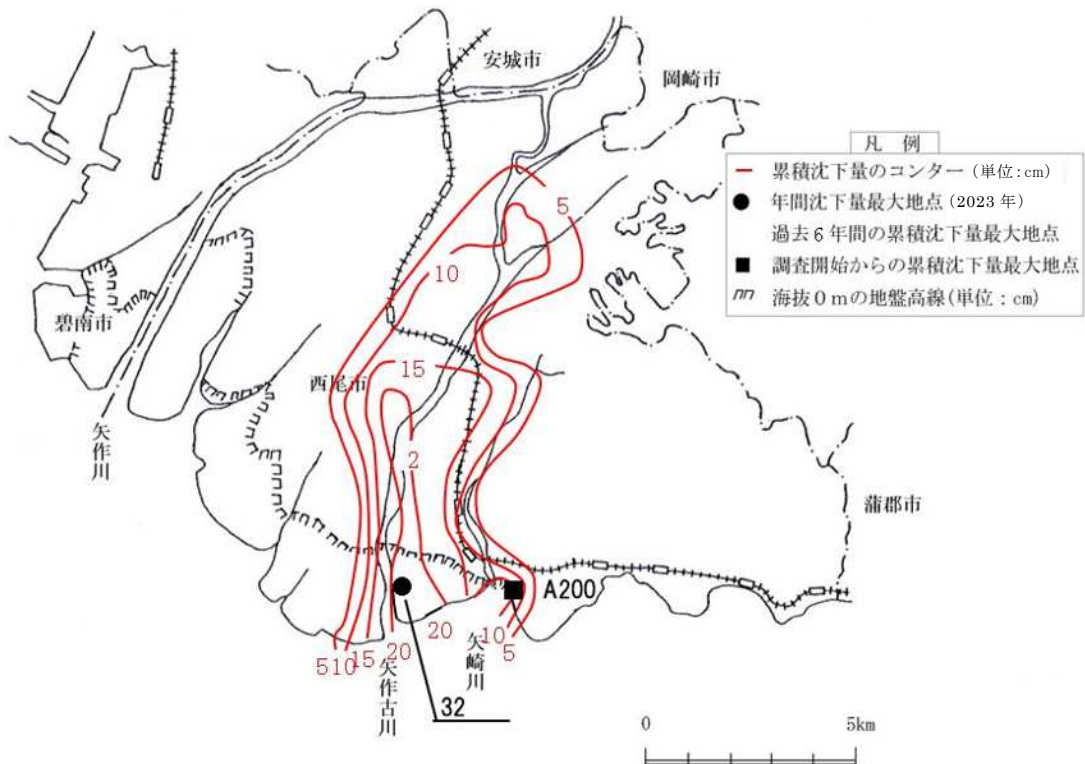 安城市
岡崎市
凡 例
累積沈下量のコンター (単位:cm)
年間沈下量最大地点 (2023 年)
過去6年間の累積沈下量最大地点
調査開始からの累積沈下量最大地点
海抜0mの地盤高線(単位:cm)
5
10
碧南市
15
西尾市
矢作川
2
蒲郡市
A200
20
10
5
矢崎川
5
10
15
20
矢作古川
32
0
5km